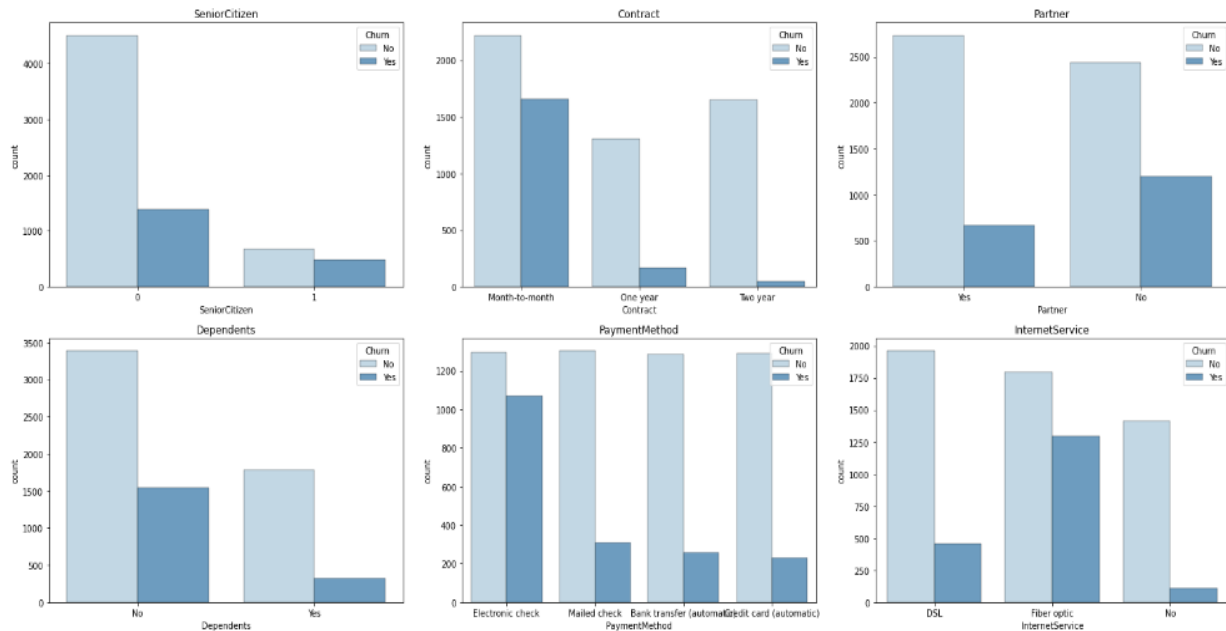 SeniorCitizen
Churn
No
Yes
4000
3000
2000
1000
0
count
0 1
SeniorCitizen
Contract
Churn
No
Yes
2000
1500
1000
500
0
count
Month-to-month One year Two year
Contract
Partner
Churn
No
Yes
2500
2000
1500
1000
500
0
count
Yes No
Partner
Dependents
Churn
No
Yes
3500
3000
2500
2000
1500
1000
500
0
count
No Yes
Dependents
PaymentMethod
Churn
No
Yes
1200
1000
800
600
400
200
0
count
Electronic check Mailed check Bank transfer (automatic) Credit card (automatic)
PaymentMethod
InternetService
Churn
No
Yes
2000
1750
1500
1250
1000
750
500
250
0
count
DSL Fiber optic No
InternetService